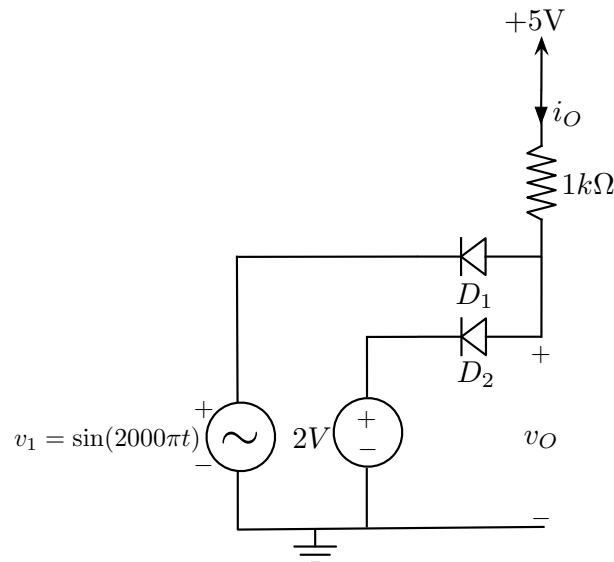 +5V
i_O
1kΩ
D_1
D_2
+
+
v_1 = sin(2000πt)
−
2V
+
−
v_O
−